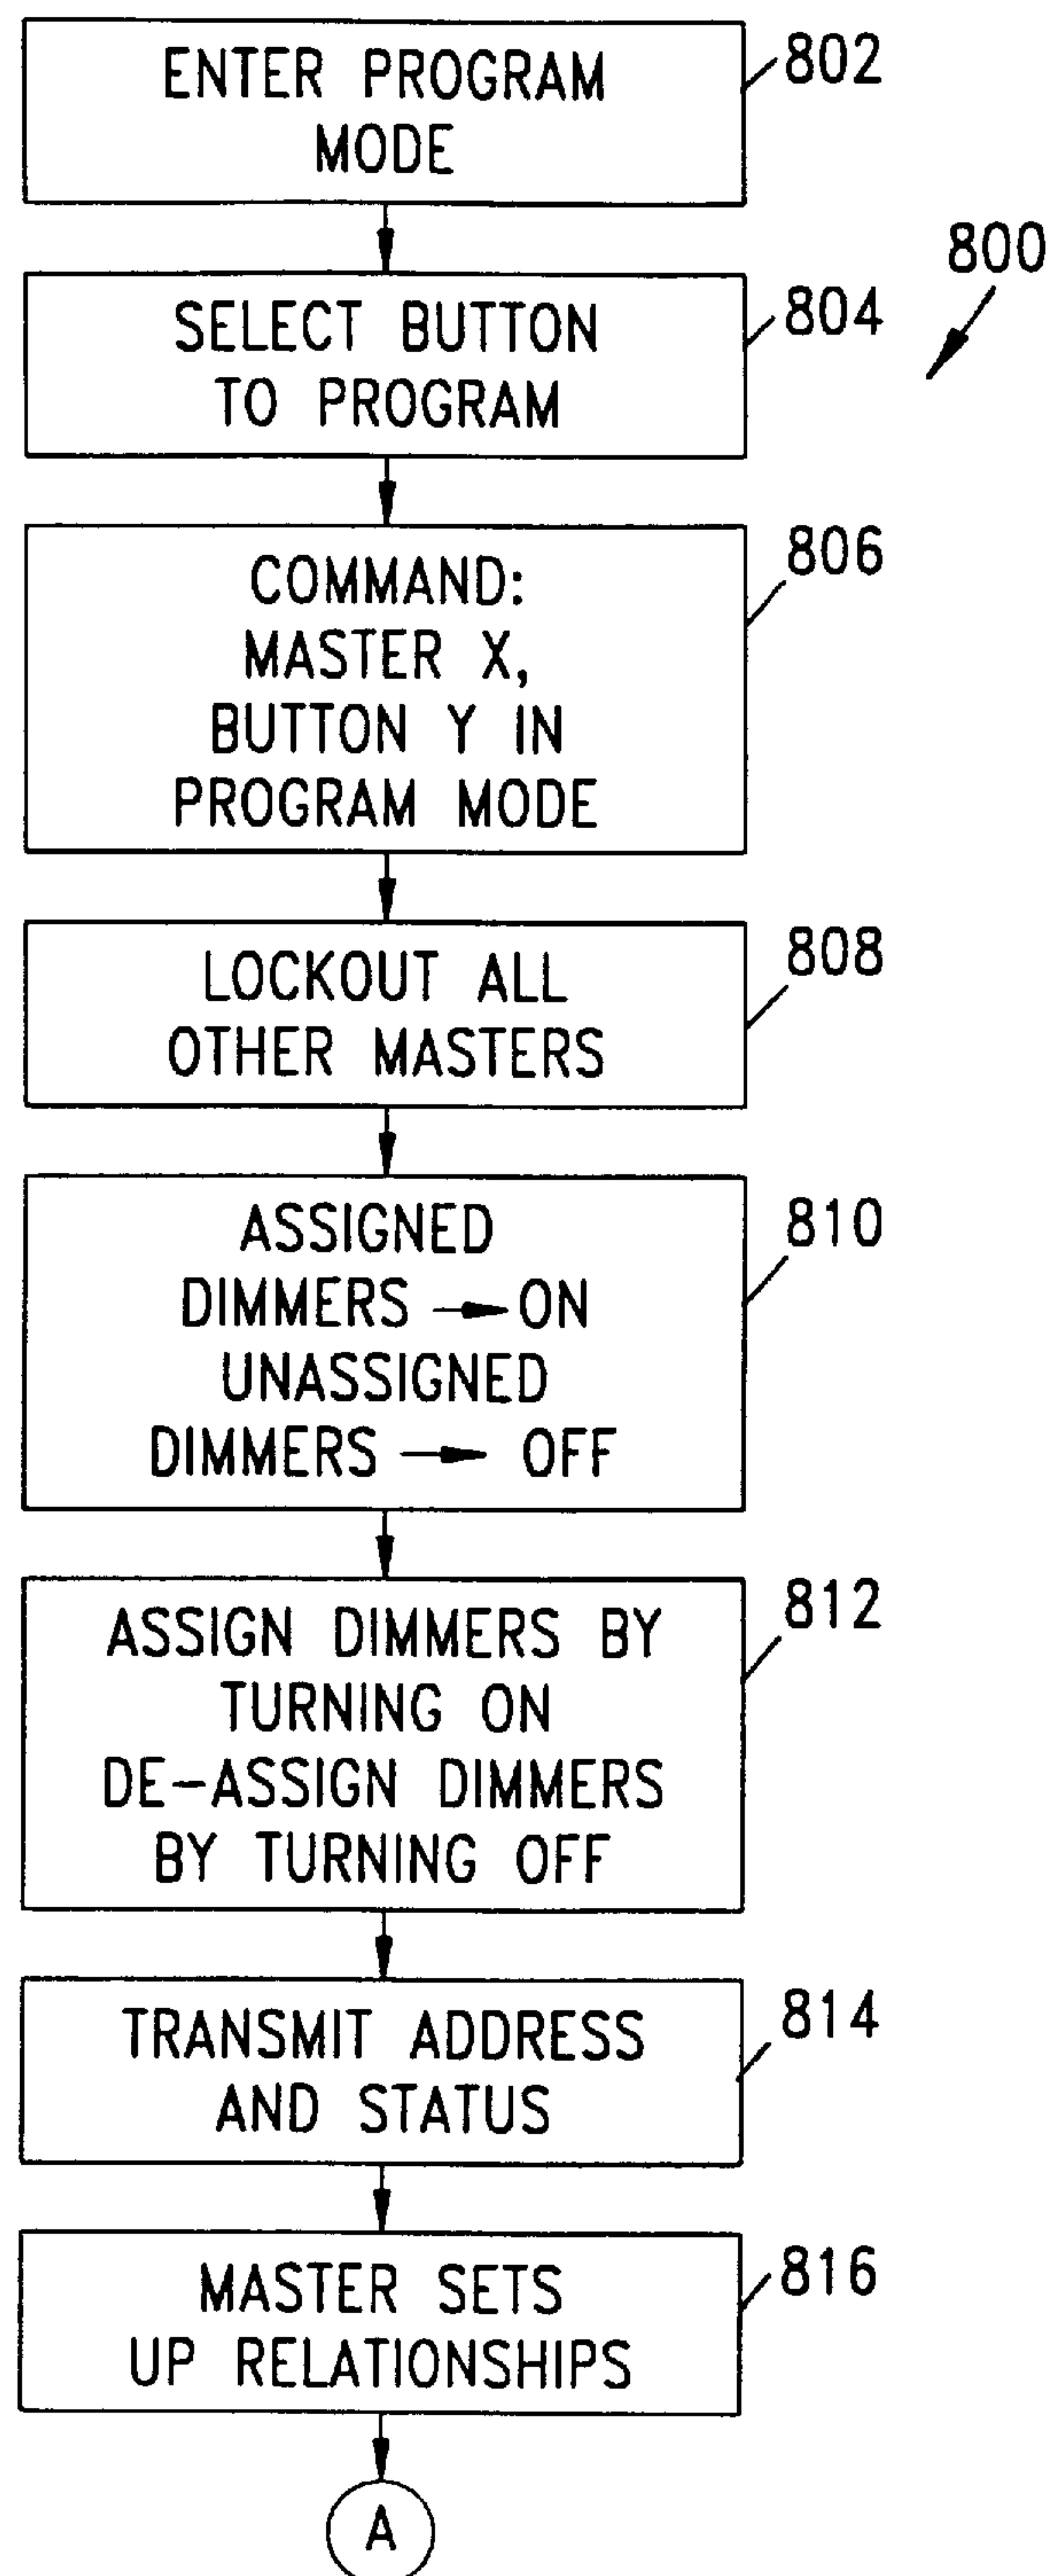 ENTER PROGRAM
MODE
802
800
SELECT BUTTON
TO PROGRAM
804
COMMAND:
MASTER X,
BUTTON Y IN
PROGRAM MODE
806
LOCKOUT ALL
OTHER MASTERS
808
ASSIGNED
DIMMERS → ON
UNASSIGNED
DIMMERS → OFF
810
ASSIGN DIMMERS BY
TURNING ON
DE-ASSIGN DIMMERS
BY TURNING OFF
812
TRANSMIT ADDRESS
AND STATUS
814
MASTER SETS
UP RELATIONSHIPS
816
A